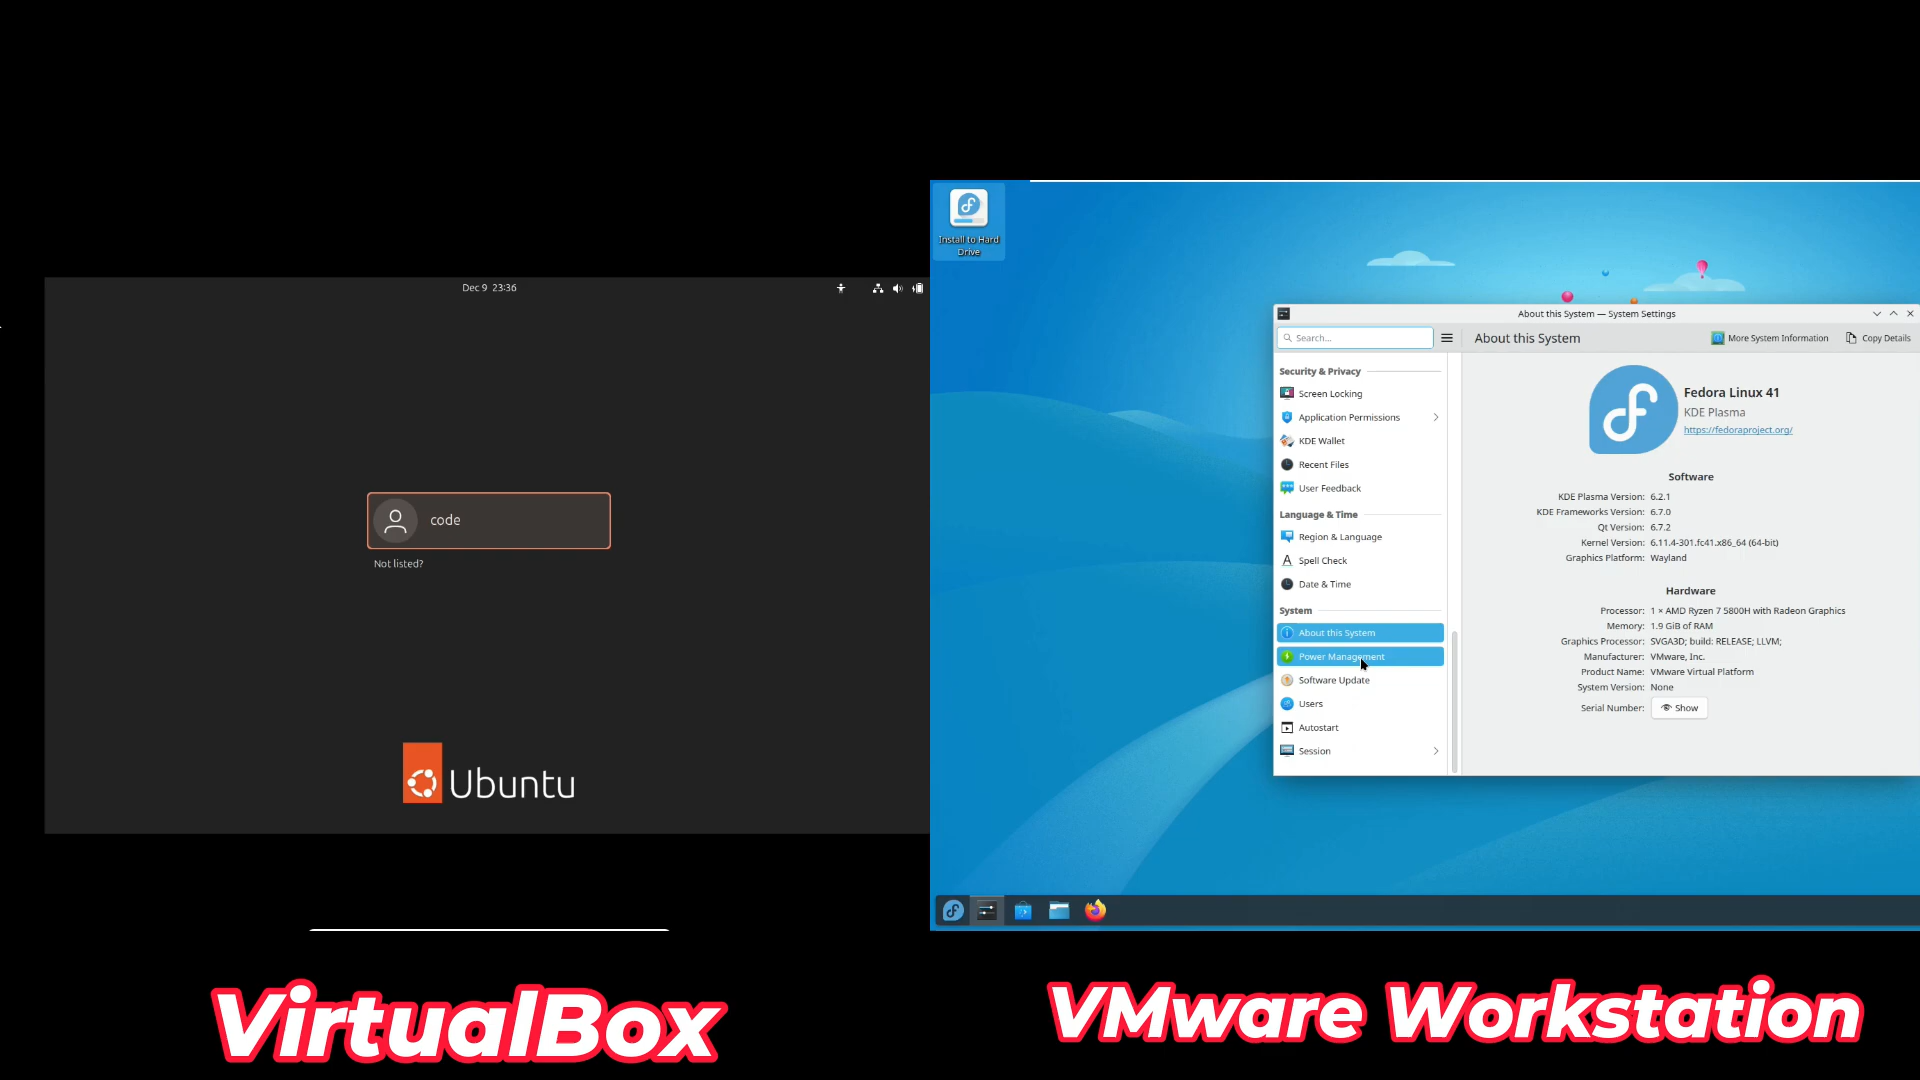 Dec 9 23:36
code
Not listed?
Ubuntu
VirtualBox
Install to Hard
Drive
About this System — System Settings
Search...
About this System
More System Information
Copy Details
Security & Privacy
Screen Locking
Application Permissions
KDE Wallet
Recent Files
User Feedback
Language & Time
Region & Language
Spell Check
Date & Time
System
About this System
Power Management
Software Update
Users
Autostart
Session
Fedora Linux 41
KDE Plasma
https://fedoraproject.org/
Software
KDE Plasma Version: 6.2.1
KDE Frameworks Version: 6.7.0
Qt Version: 6.7.2
Kernel Version: 6.11.4-301.fc41.x86_64 (64-bit)
Graphics Platform: Wayland
Hardware
Processor: 1 × AMD Ryzen 7 5800H with Radeon Graphics
Memory: 1.9 GiB of RAM
Graphics Processor: SVGA3D; build: RELEASE; LLVM;
Manufacturer: VMware, Inc.
Product Name: VMware Virtual Platform
System Version: None
Serial Number: Show
VMware Workstation